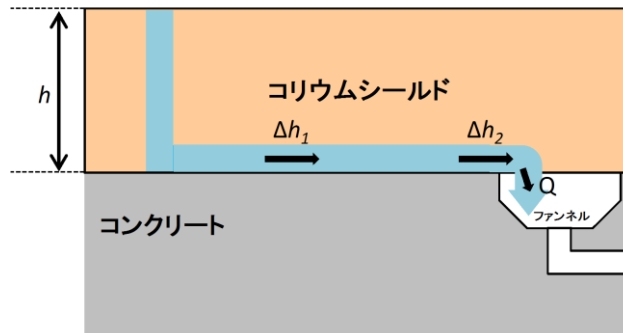 h
コリウムシールド
Δh₁ Δh₂
Q
ファンネル
コンクリート